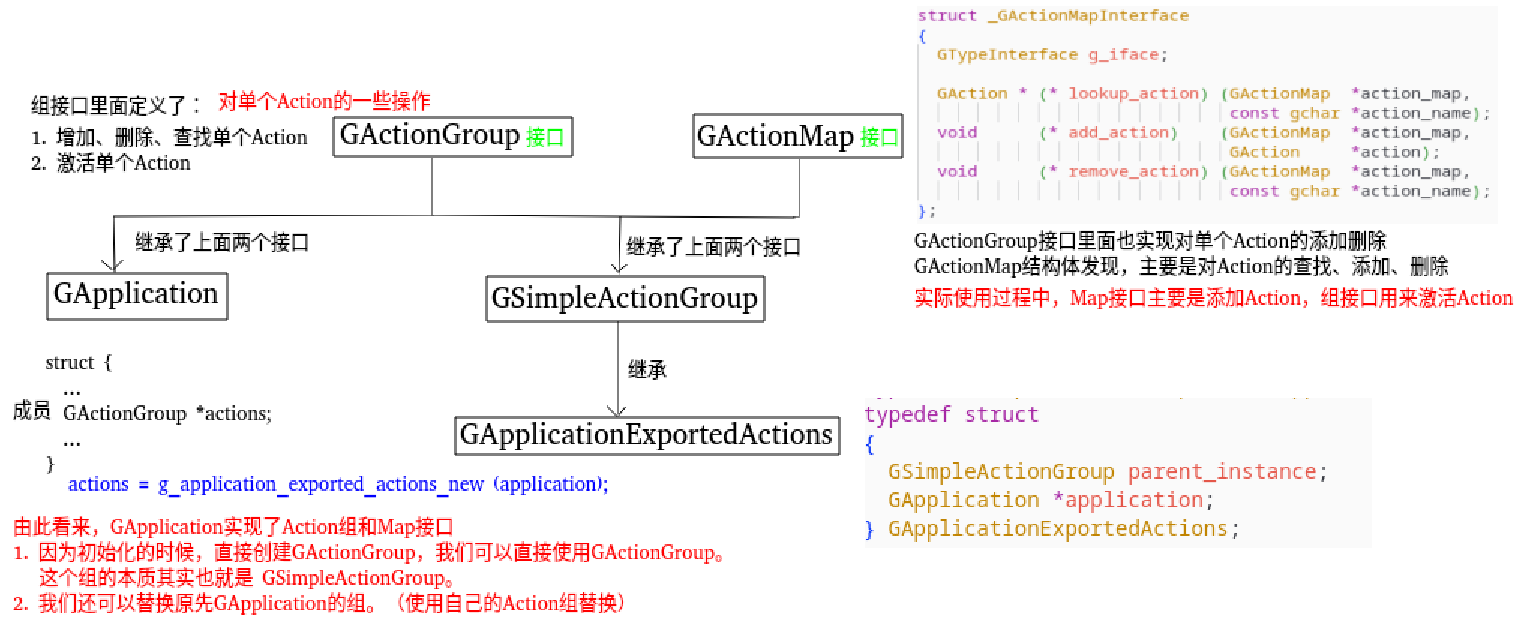 组接口里面定义了： 对单个Action的一些操作
1. 增加、删除、查找单个Action
2. 激活单个Action
GActionGroup 接口
GActionMap 接口
struct _GActionMapInterface
{
GTypeInterface g_iface;
GAction * (* lookup_action) (GActionMap *action_map,
const gchar *action_name);
void (* add_action) (GActionMap *action_map,
GAction *action);
void (* remove_action) (GActionMap *action_map,
const gchar *action_name);
};
GActionGroup接口里面也实现对单个Action的添加删除
GActionMap结构体发现，主要是对Action的查找、添加、删除
实际使用过程中，Map接口主要是添加Action，组接口用来激活Action
继承了上面两个接口
继承了上面两个接口
GApplication
GSimpleActionGroup
继承
GApplicationExportedActions
struct {
...
成员 GActionGroup *actions;
...
}
actions = g_application_exported_actions_new (application);
typedef struct
{
GSimpleActionGroup parent_instance;
GApplication *application;
} GApplicationExportedActions;
由此看来，GApplication实现了Action组和Map接口
1. 因为初始化的时候，直接创建GActionGroup，我们可以直接使用GActionGroup。
这个组的本质其实也就是 GSimpleActionGroup。
2. 我们还可以替换原先GApplication的组。（使用自己的Action组替换）